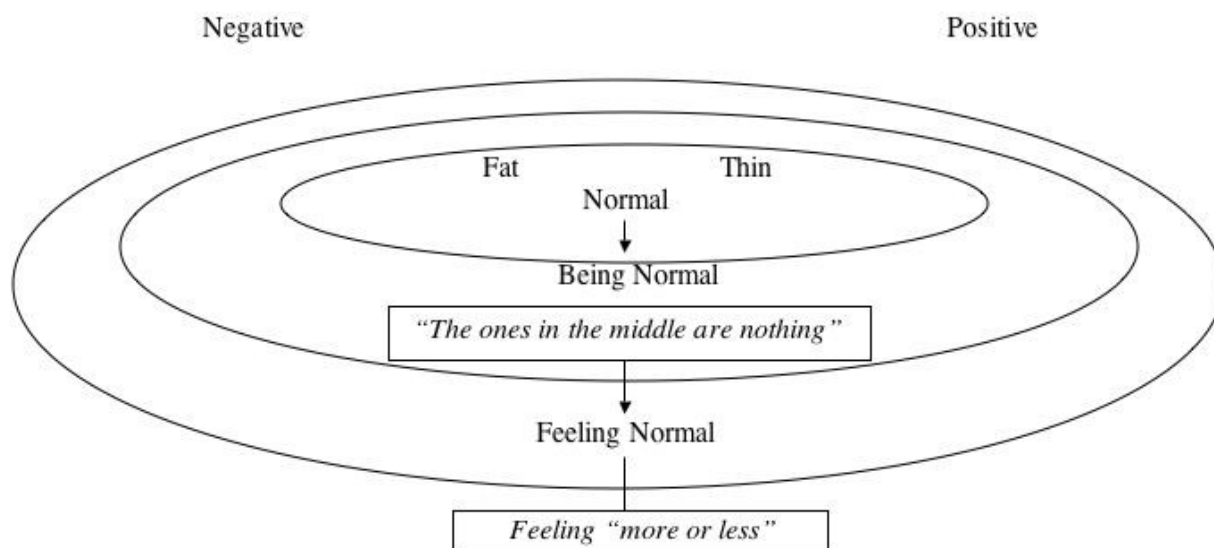 Negative Positive
Fat Thin
Normal
Being Normal
“The ones in the middle are nothing”
Feeling Normal
Feeling “more or less”